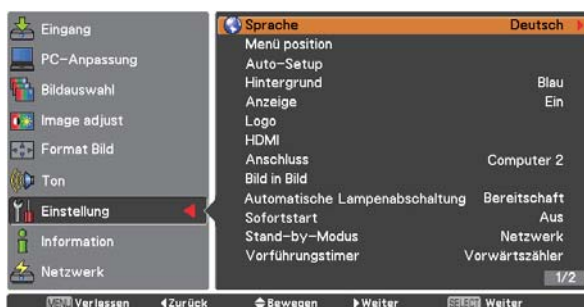 Eingang
PC-Anpassung
Bildauswahl
Image adjust
Format Bild
Ton
Einstellung
Information
Netzwerk
Sprache Deutsch
Menü position
Auto-Setup
Hintergrund Blau
Anzeige Ein
Logo
HDMI
Anschluss Computer 2
Bild in Bild
Automatische Lampenabschaltung Bereitschaft
Sofortstart Aus
Stand-by-Modus Netzwerk
Vorführungstimer Vorwärtszähler
1/2
MENU Verlassen Zurück Bewegen Weiter SELECT Weiter